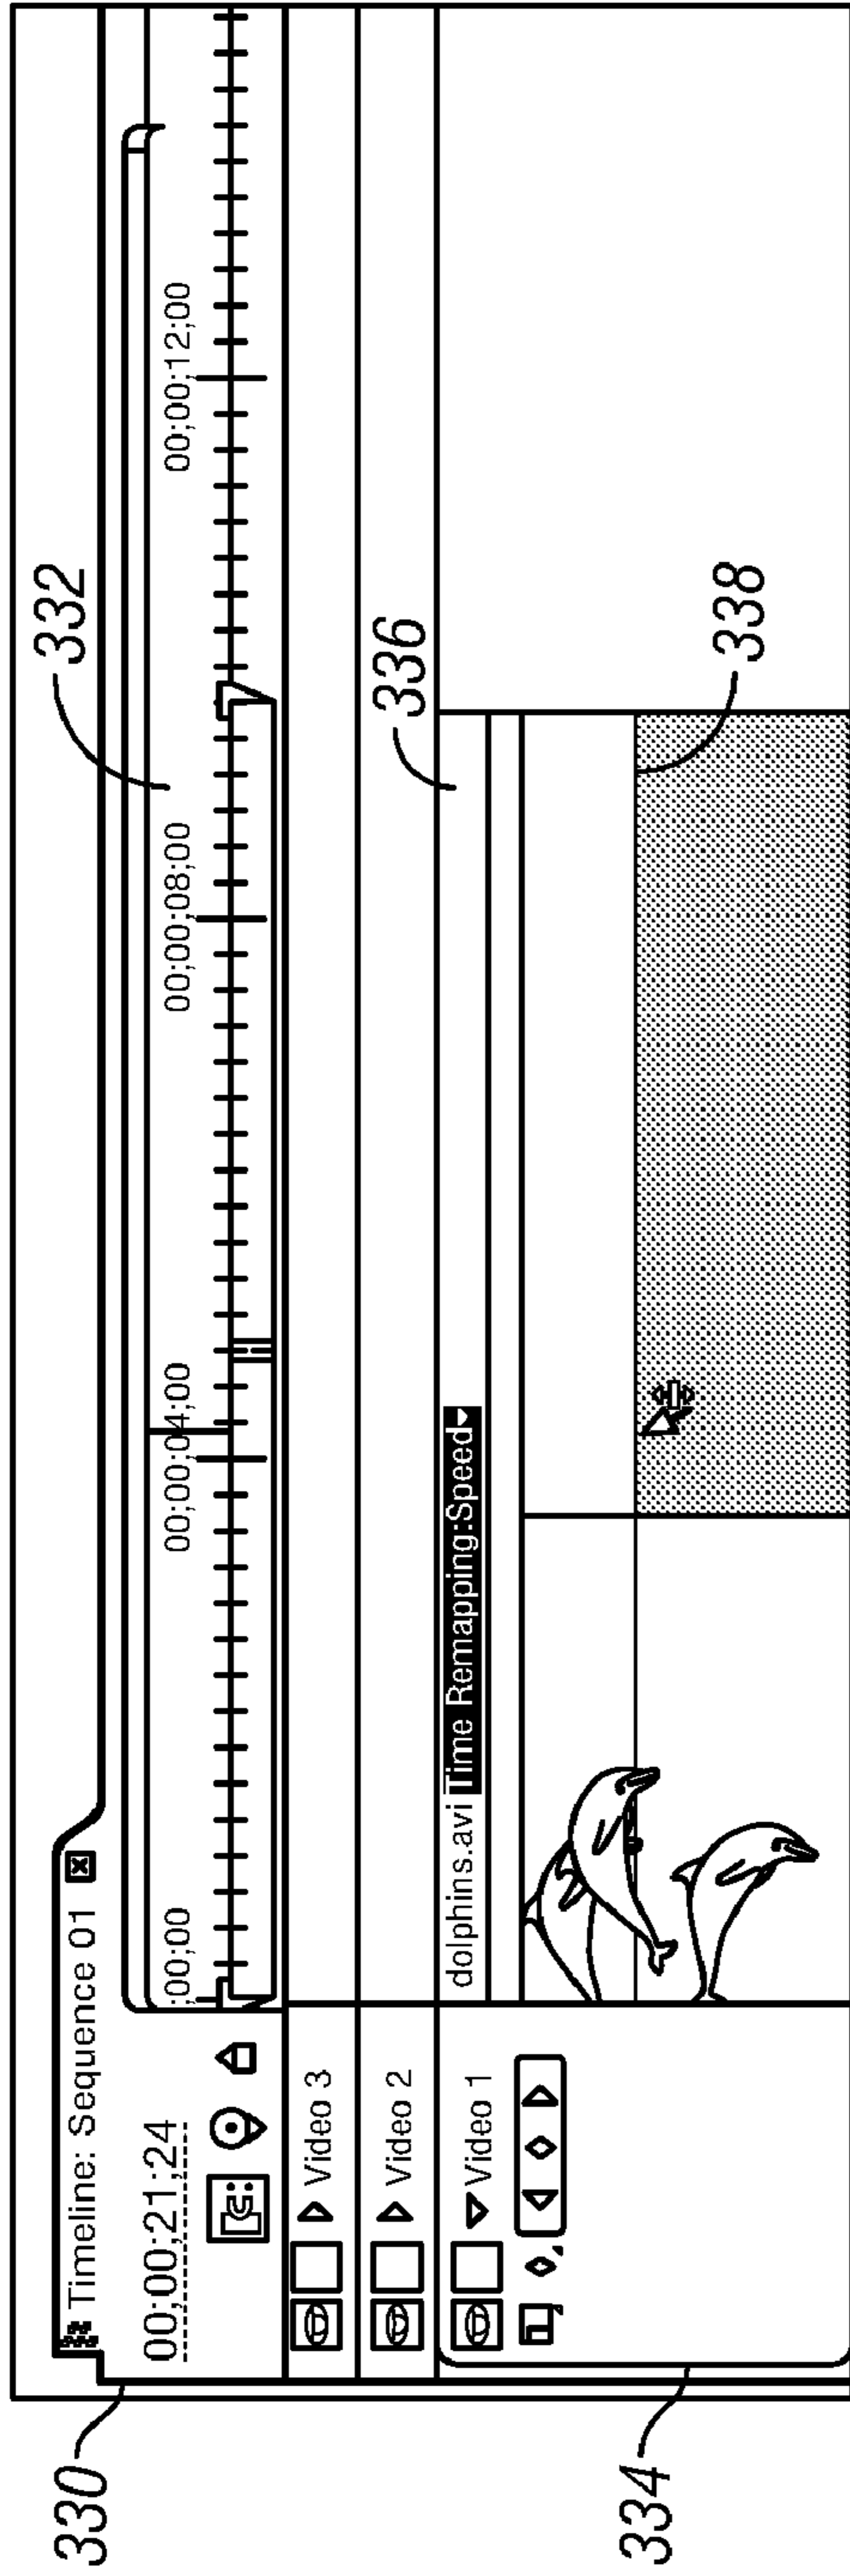 330
Timeline: Sequence 01
332
00;00;21;24
;00;00
00;00;04;00
00;00;08;00
00;00;12;00
Video 3
Video 2
336
Video 1
dolphins.avi Time Remapping:Speed
334
338